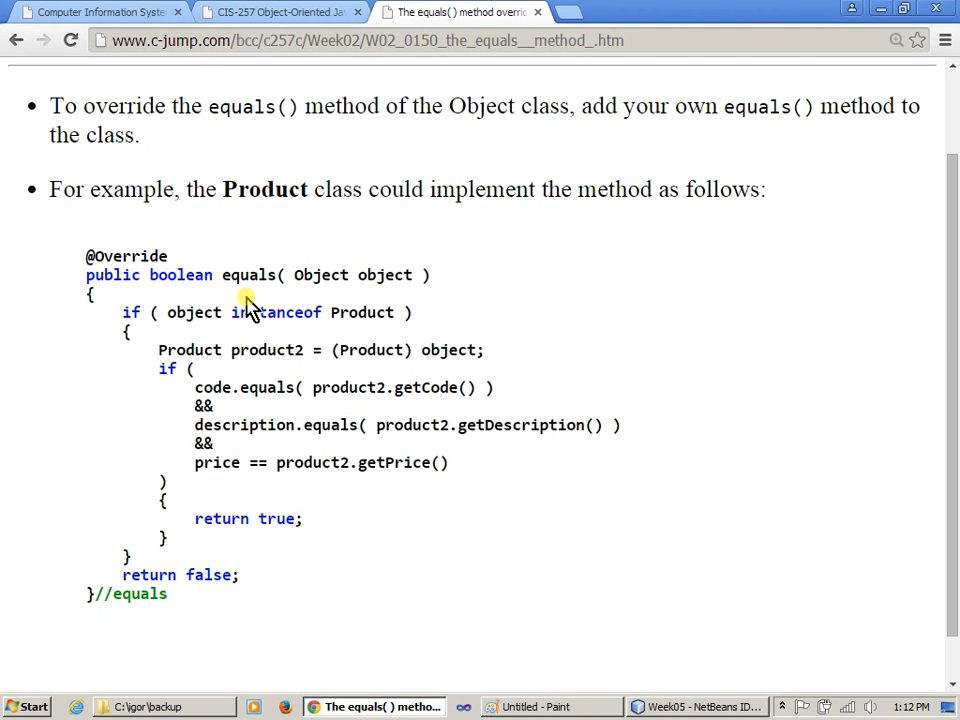 Computer Information Syste
CIS-257 Object-Oriented Ja
The equals( ) method overric
www.c-jump.com/bcc/c257c/Week02/W02_0150_the_equals__method_.htm
• To override the equals() method of the Object class, add your own equals() method to
the class.
• For example, the Product class could implement the method as follows:
@Override
public boolean equals( Object object )
{
if ( object instanceof Product )
{
Product product2 = (Product) object;
if (
code.equals( product2.getCode() )
&&
description.equals( product2.getDescription() )
&&
price == product2.getPrice()
)
{
return true;
}
}
return false;
}//equals
Start
C:\igor\backup
The equals( ) metho...
Untitled - Paint
Week05 - NetBeans ID...
1:12 PM